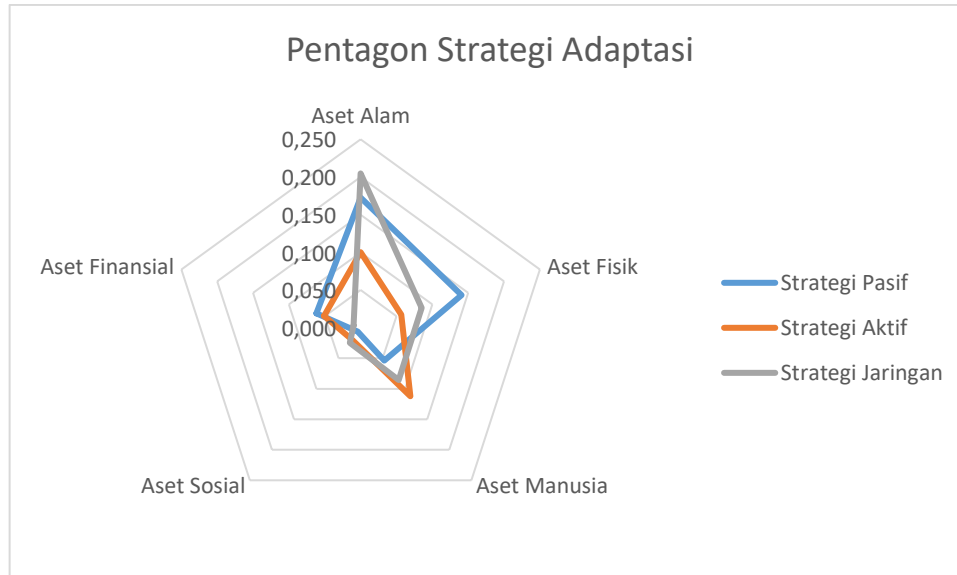 Pentagon Strategi Adaptasi
Aset Alam
0,250
0,200
0,150
0,100
0,050
0,000
Aset Fisik
Aset Manusia
Aset Sosial
Aset Finansial
Strategi Pasif
Strategi Aktif
Strategi Jaringan